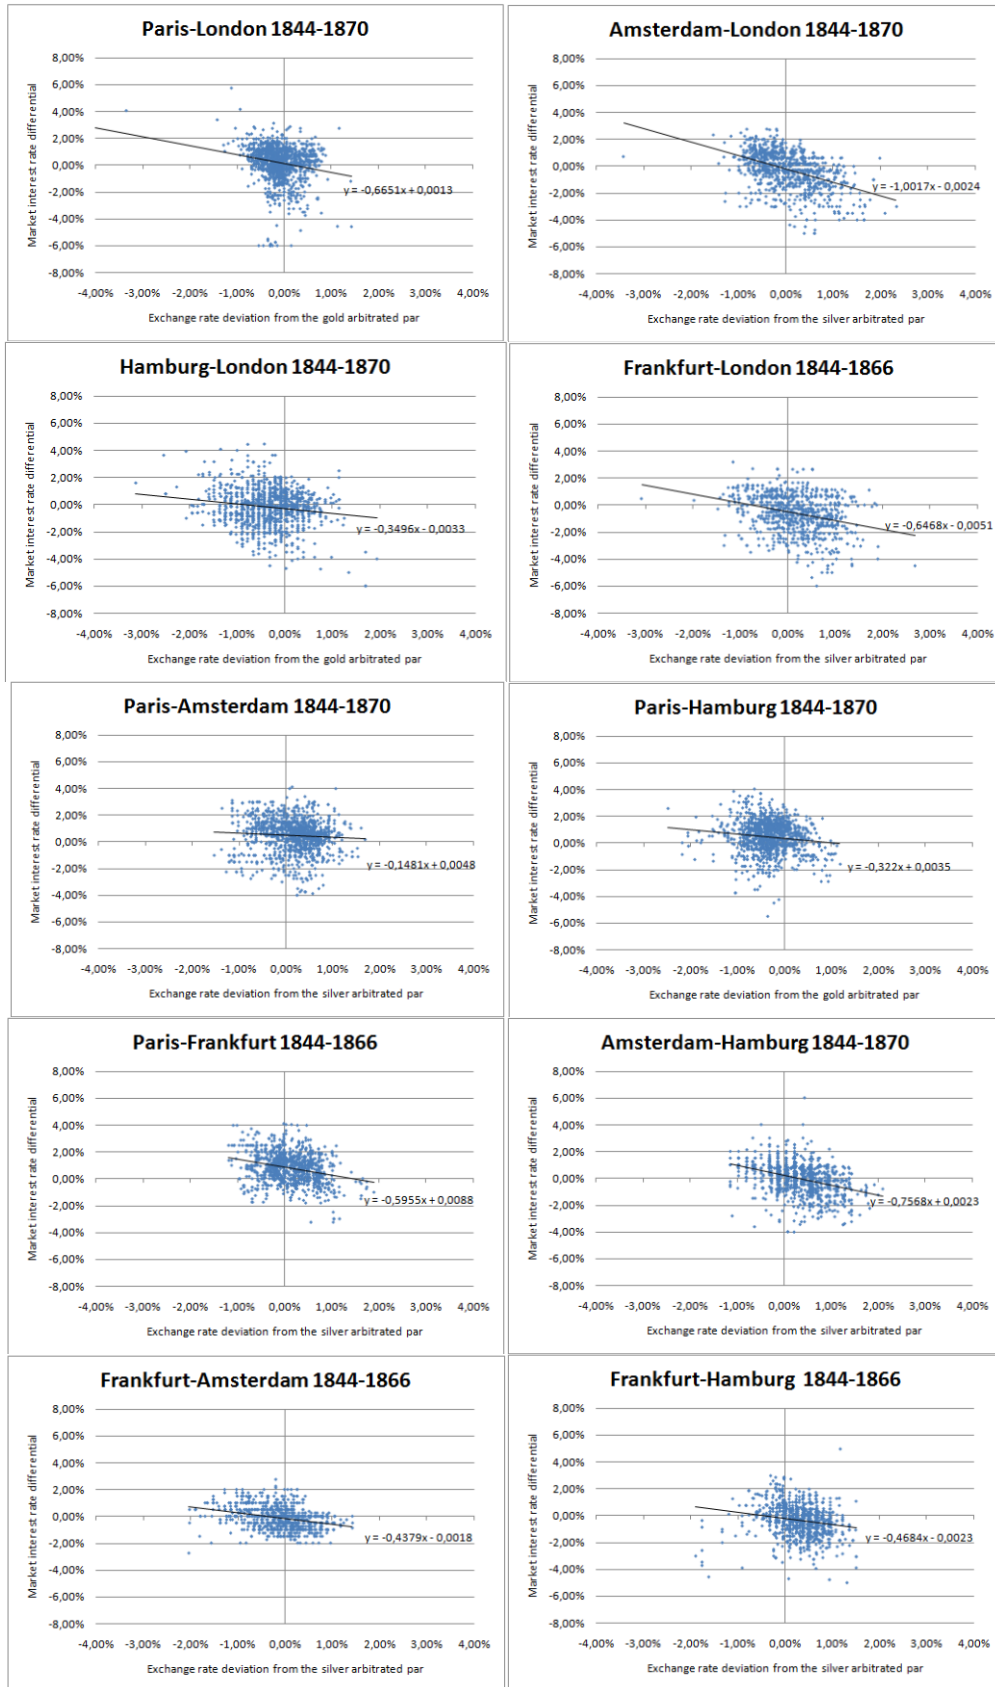 Paris-London 1844-1870
8,00%
6,00%
4,00%
2,00%
0,00%
-2,00%
-4,00%
-6,00%
-8,00%
Market interest rate differential
y = -0,6651x + 0,0013
-4,00% -3,00% -2,00% -1,00% 0,00% 1,00% 2,00% 3,00% 4,00%
Exchange rate deviation from the gold arbitrated par
Amsterdam-London 1844-1870
8,00%
6,00%
4,00%
2,00%
0,00%
-2,00%
-4,00%
-6,00%
-8,00%
Market interest rate differential
y = -1,0017x - 0,0024
-4,00% -3,00% -2,00% -1,00% 0,00% 1,00% 2,00% 3,00% 4,00%
Exchange rate deviation from the silver arbitrated par
Hamburg-London 1844-1870
8,00%
6,00%
4,00%
2,00%
0,00%
-2,00%
-4,00%
-6,00%
-8,00%
Market interest rate differential
y = -0,3496x - 0,0033
-4,00% -3,00% -2,00% -1,00% 0,00% 1,00% 2,00% 3,00% 4,00%
Exchange rate deviation from the gold arbitrated par
Frankfurt-London 1844-1866
8,00%
6,00%
4,00%
2,00%
0,00%
-2,00%
-4,00%
-6,00%
-8,00%
Market interest rate differential
y = -0,6468x - 0,0051
-4,00% -3,00% -2,00% -1,00% 0,00% 1,00% 2,00% 3,00% 4,00%
Exchange rate deviation from the silver arbitrated par
Paris-Amsterdam 1844-1870
8,00%
6,00%
4,00%
2,00%
0,00%
-2,00%
-4,00%
-6,00%
-8,00%
Market interest rate differential
y = -0,1481x + 0,0048
-4,00% -3,00% -2,00% -1,00% 0,00% 1,00% 2,00% 3,00% 4,00%
Exchange rate deviation from the silver arbitrated par
Paris-Hamburg 1844-1870
8,00%
6,00%
4,00%
2,00%
0,00%
-2,00%
-4,00%
-6,00%
-8,00%
Market interest rate differential
y = -0,322x + 0,0035
-4,00% -3,00% -2,00% -1,00% 0,00% 1,00% 2,00% 3,00% 4,00%
Exchange rate deviation from the gold arbitrated par
Paris-Frankfurt 1844-1866
8,00%
6,00%
4,00%
2,00%
0,00%
-2,00%
-4,00%
-6,00%
-8,00%
Market interest rate differential
y = -0,5955x + 0,0088
-4,00% -3,00% -2,00% -1,00% 0,00% 1,00% 2,00% 3,00% 4,00%
Exchange rate deviation from the silver arbitrated par
Amsterdam-Hamburg 1844-1870
8,00%
6,00%
4,00%
2,00%
0,00%
-2,00%
-4,00%
-6,00%
-8,00%
Market interest rate differential
y = -0,7568x + 0,0023
-4,00% -3,00% -2,00% -1,00% 0,00% 1,00% 2,00% 3,00% 4,00%
Exchange rate deviation from the silver arbitrated par
Frankfurt-Amsterdam 1844-1866
8,00%
6,00%
4,00%
2,00%
0,00%
-2,00%
-4,00%
-6,00%
-8,00%
Market interest rate differential
y = -0,4379x - 0,0018
-4,00% -3,00% -2,00% -1,00% 0,00% 1,00% 2,00% 3,00% 4,00%
Exchange rate deviation from the silver arbitrated par
Frankfurt-Hamburg 1844-1866
8,00%
6,00%
4,00%
2,00%
0,00%
-2,00%
-4,00%
-6,00%
-8,00%
Market interest rate differential
y = -0,4684x - 0,0023
-4,00% -3,00% -2,00% -1,00% 0,00% 1,00% 2,00% 3,00% 4,00%
Exchange rate deviation from the silver arbitrated par